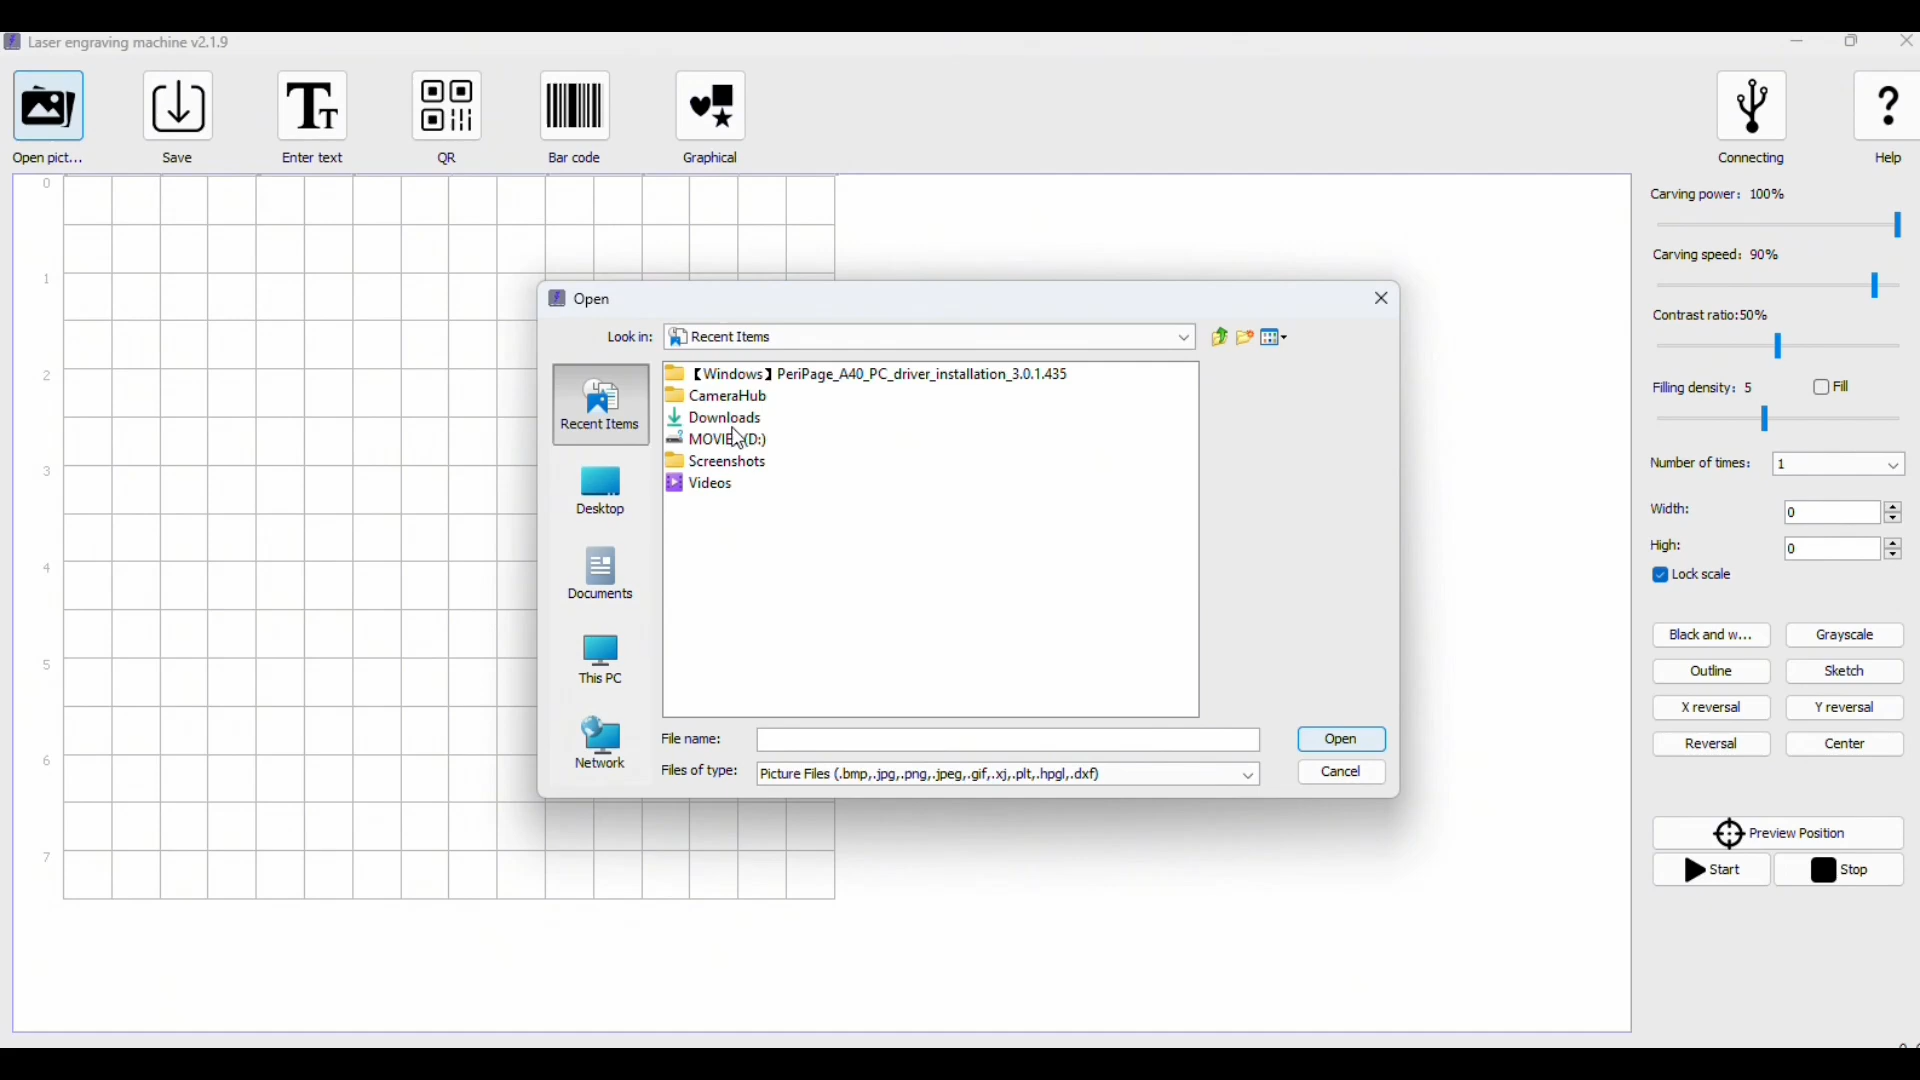 Laser engraving machine v2.1.9
Open pict...
Save
Enter text
QR
Bar code
Graphical
Connecting
Help
0
1
2
3
4
5
6
7
Open
Look in:
Recent Items
Recent Items
Desktop
Documents
This PC
Network
【Windows】PeriPage_A40_PC_driver_installation_3.0.1.435
CameraHub
Downloads
MOVIE (D:)
Screenshots
Videos
File name:
Open
Files of type:
Picture Files (.bmp,.jpg,.png,.jpeg,.gif,.xj,.plt,.hpgl,.dxf)
Cancel
Carving power: 100%
Carving speed: 90%
Contrast ratio:50%
Filling density: 5
Fill
Number of times: 1
Width: 0
High: 0
Lock scale
Black and w...
Grayscale
Outline
Sketch
X reversal
Y reversal
Reversal
Center
Preview Position
Start
Stop